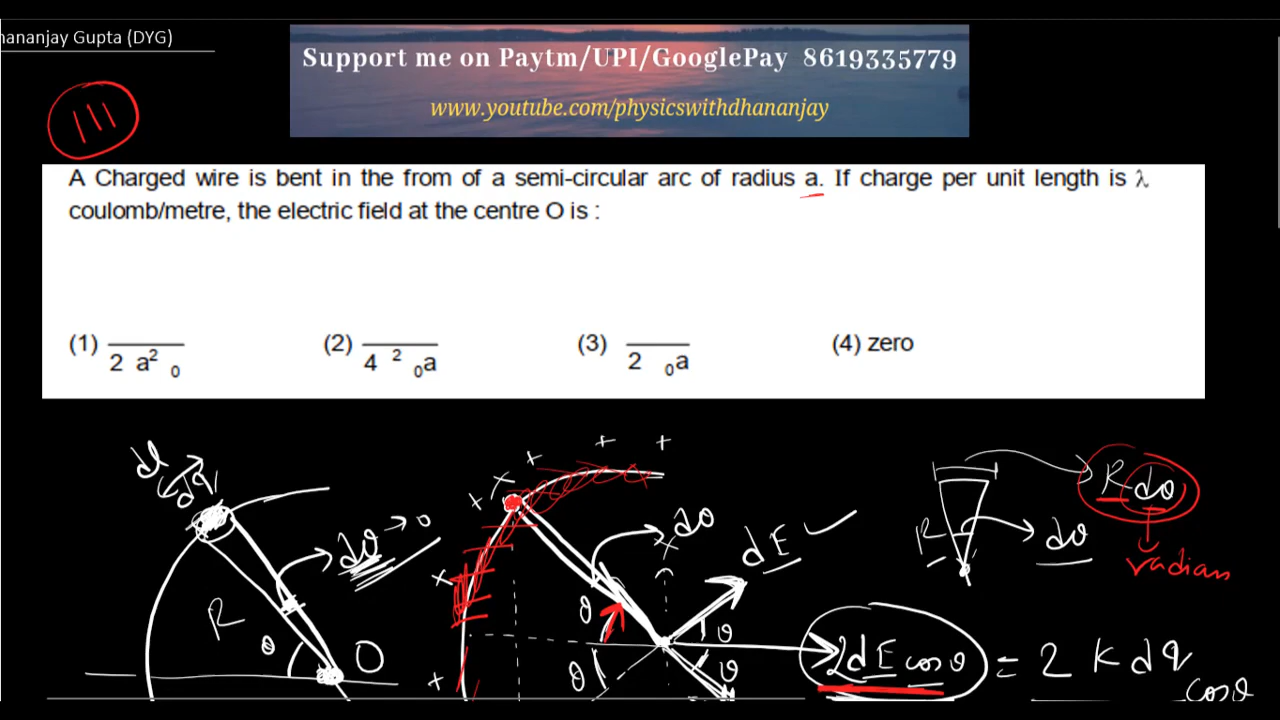 hananjay Gupta (DYG)
Support me on Paytm/UPI/GooglePay 8619335779
www.youtube.com/physicswithdhananjay
111
A Charged wire is bent in the from of a semi-circular arc of radius a. If charge per unit length is λ
coulomb/metre, the electric field at the centre O is :
(1) 2 a² ₀ (2) 4 ² ₀a (3) 2 ₀a (4) zero
dl
dq
dθ → 0
R
θ
O
+ + + + + + +
dθ
dE
θ
θ
θ
θ
R
dθ
R dθ
radian
2dE cosθ = 2 K dq cosθ